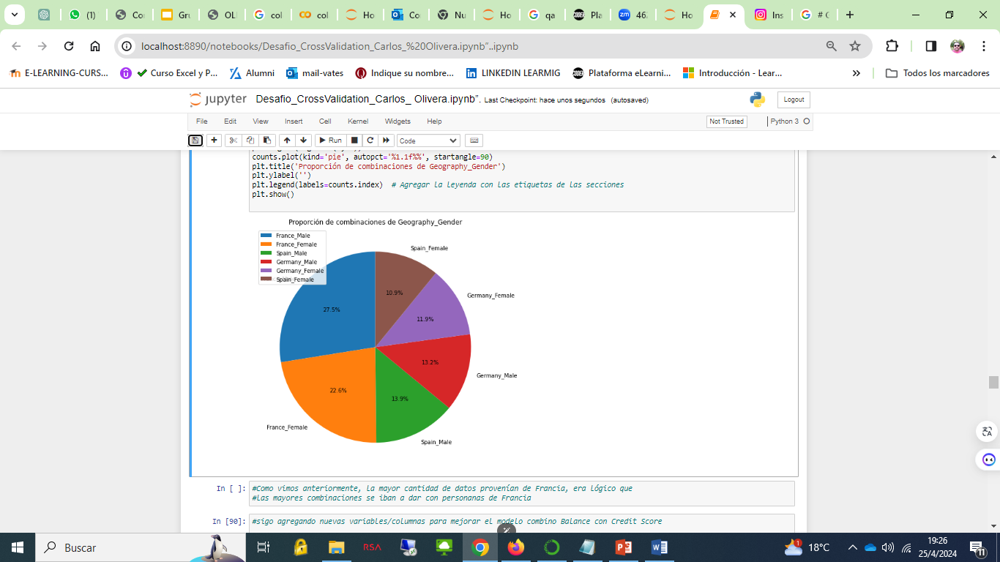 (1)
Co
Gru
OLI
col
col
Ho
Co
Nu
Ho
qa
Pla
46
Ho
Ins
# C
localhost:8890/notebooks/Desafio_CrossValidation_Carlos_%20Olivera.ipynb"..ipynb
E-LEARNING-CURS...
Curso Excel y P...
Alumni
mail-vates
Indique su nombre...
LINKEDIN LEARMIG
Plataforma eLearni...
Introducción - Lear...
Todos los marcadores
jupyter Desafio_CrossValidation_Carlos_ Olivera.ipynb". Last Checkpoint: hace unos segundos (autosaved)
Logout
File Edit View Insert Cell Kernel Widgets Help
Not Trusted
Python 3
Run
Code
counts.plot(kind='pie', autopct='%1.1f%%', startangle=90)
plt.title('Proporción de combinaciones de Geography_Gender')
plt.ylabel('')
plt.legend(labels=counts.index)  # Agregar la leyenda con las etiquetas de las secciones
plt.show()
Proporción de combinaciones de Geography_Gender
France_Male
France_Female
Spain_Male
Germany_Male
Germany_Female
Spain_Female
Spain_Female
10.9%
Germany_Female
27.5%
11.9%
13.2%
Germany_Male
22.6%
13.9%
France_Female
Spain_Male
In [ ]: #Como vimos anteriormente, la mayor cantidad de datos provenían de Francia, era lógico que
#las mayores combinaciones se iban a dar con personanas de Francia
In [90]: #sigo agregando nuevas variables/columnas para mejorar el modelo combino Balance con Credit Score
Buscar
RSA
1
18°C
19:26
25/4/2024
11